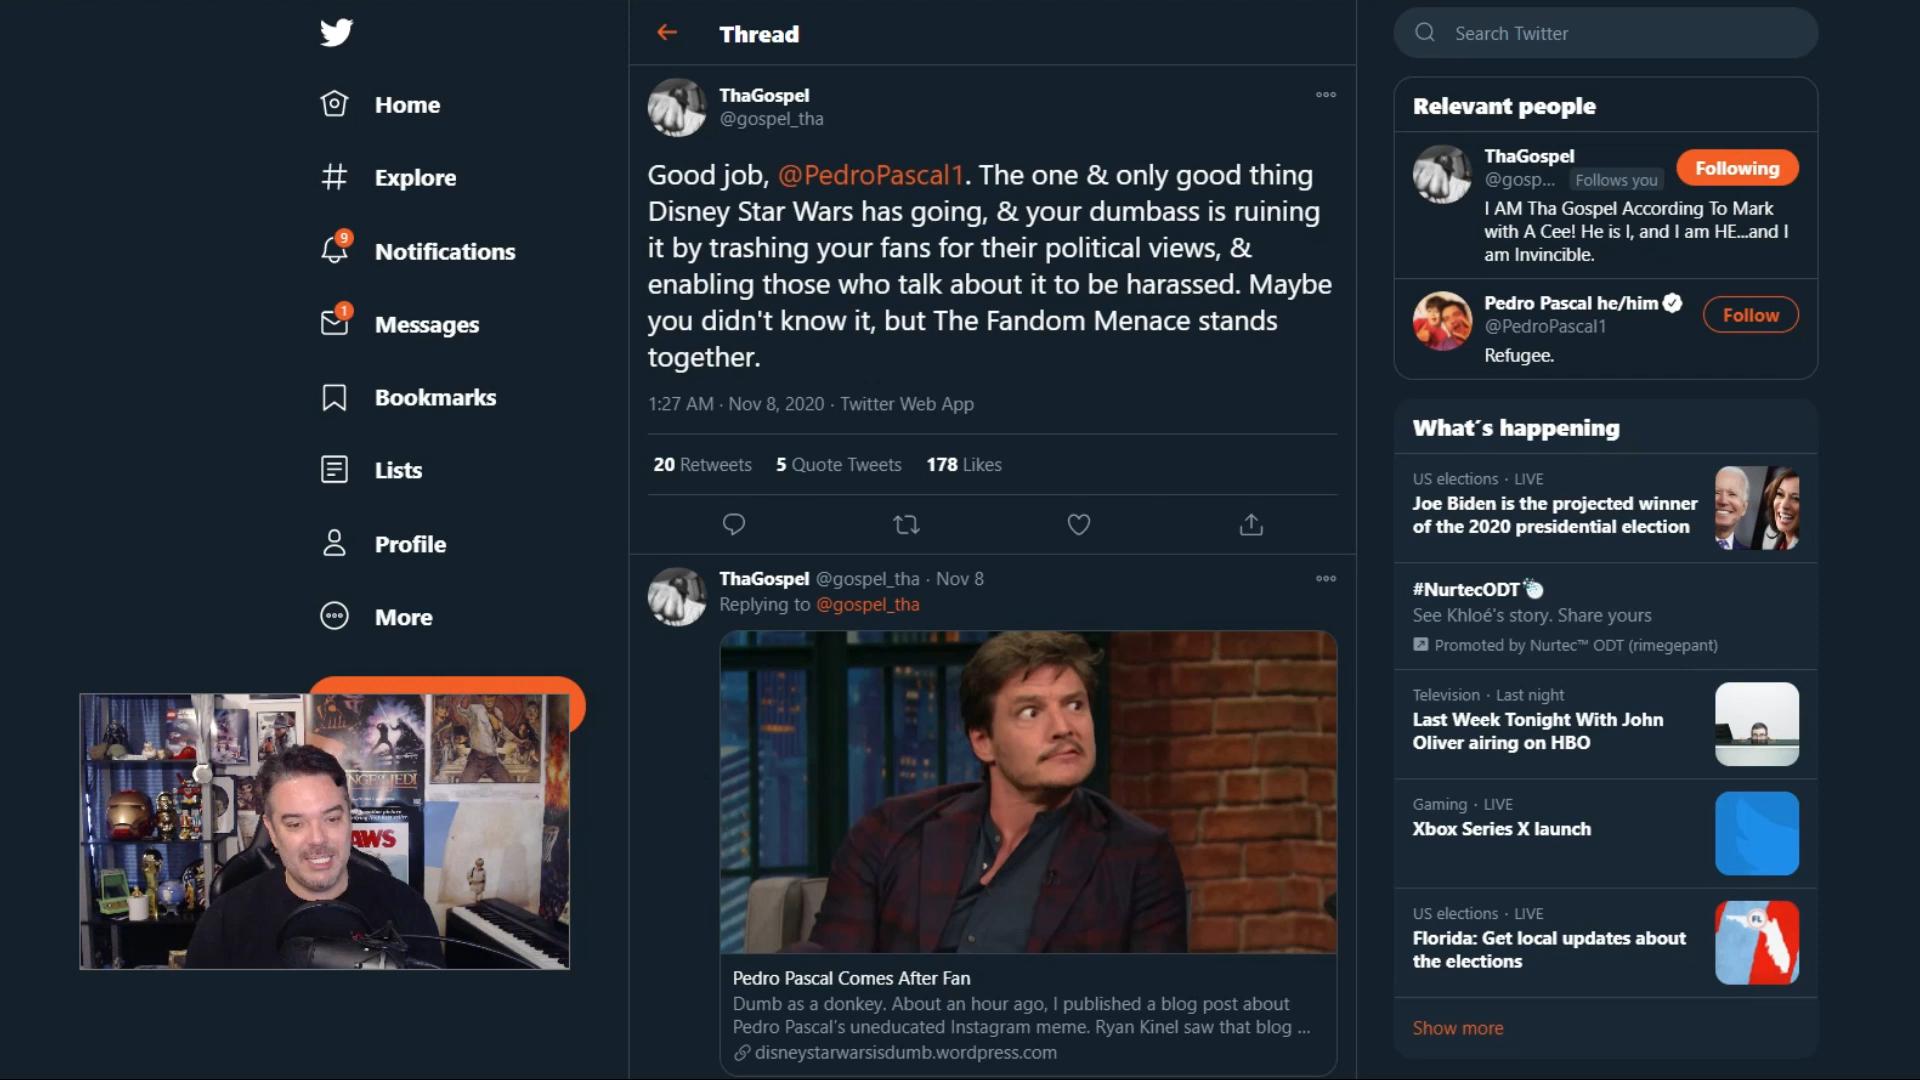 Home
Explore
9
Notifications
1
Messages
Bookmarks
Lists
Profile
More
Thread
ThaGospel
@gospel_tha
Good job, @PedroPascal1. The one & only good thing
Disney Star Wars has going, & your dumbass is ruining
it by trashing your fans for their political views, &
enabling those who talk about it to be harassed. Maybe
you didn't know it, but The Fandom Menace stands
together.
1:27 AM · Nov 8, 2020 · Twitter Web App
20 Retweets 5 Quote Tweets 178 Likes
ThaGospel @gospel_tha · Nov 8
Replying to @gospel_tha
Pedro Pascal Comes After Fan
Dumb as a donkey. About an hour ago, I published a blog post about
Pedro Pascal's uneducated Instagram meme. Ryan Kinel saw that blog ...
disneystarwarsisdumb.wordpress.com
Search Twitter
Relevant people
ThaGospel
@gosp... Follows you
Following
I AM Tha Gospel According To Mark
with A Cee! He is I, and I am HE...and I
am Invincible.
Pedro Pascal he/him
@PedroPascal1
Follow
Refugee.
What's happening
US elections · LIVE
Joe Biden is the projected winner
of the 2020 presidential election
#NurtecODT
See Khloé's story. Share yours
Promoted by Nurtec™ ODT (rimegepant)
Television · Last night
Last Week Tonight With John
Oliver airing on HBO
Gaming · LIVE
Xbox Series X launch
US elections · LIVE
Florida: Get local updates about
the elections
FL
Show more